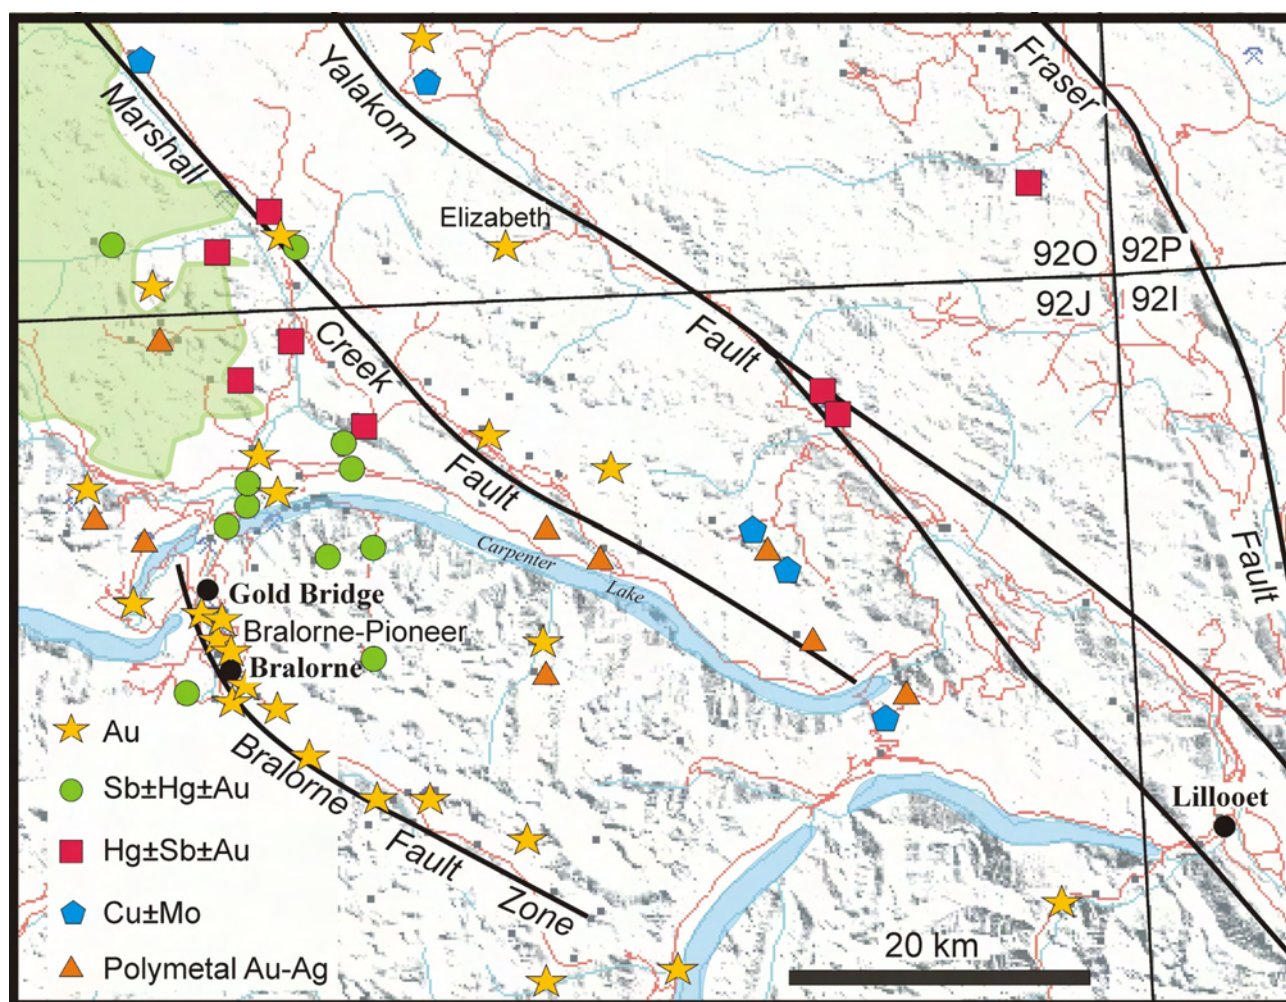 Marshall
Creek
Fault
Yalakom
Fault
Fraser
Fault
Elizabeth
92O
92P
92J
92I
Carpenter
Lake
Gold Bridge
Bralorne-Pioneer
Bralorne
Bralorne
Fault
Zone
Lillooet
Au
Sb±Hg±Au
Hg±Sb±Au
Cu±Mo
Polymetal Au-Ag
20 km